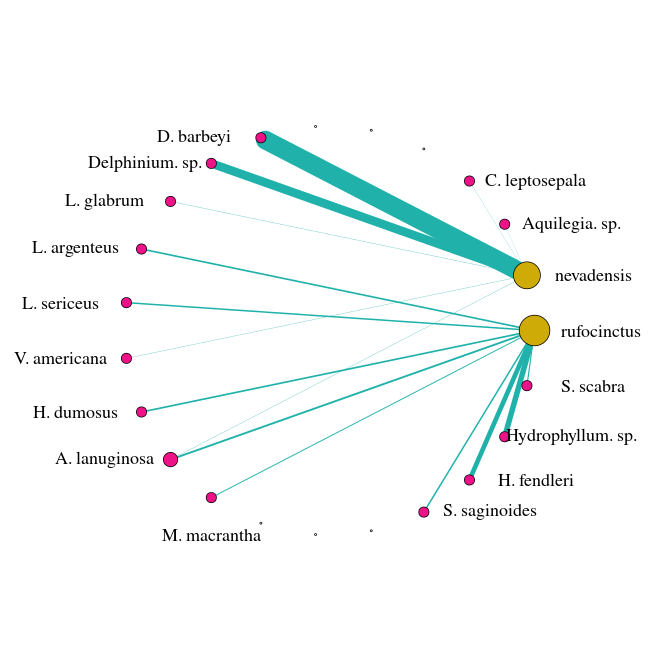 D. barbeyi
Delphinium. sp.
C. leptosepala
L. glabrum
Aquilegia. sp.
L. argenteus
nevadensis
L. sericeus
rufocinctus
V. americana
S. scabra
H. dumosus
Hydrophyllum. sp.
A. lanuginosa
H. fendleri
S. saginoides
M. macrantha